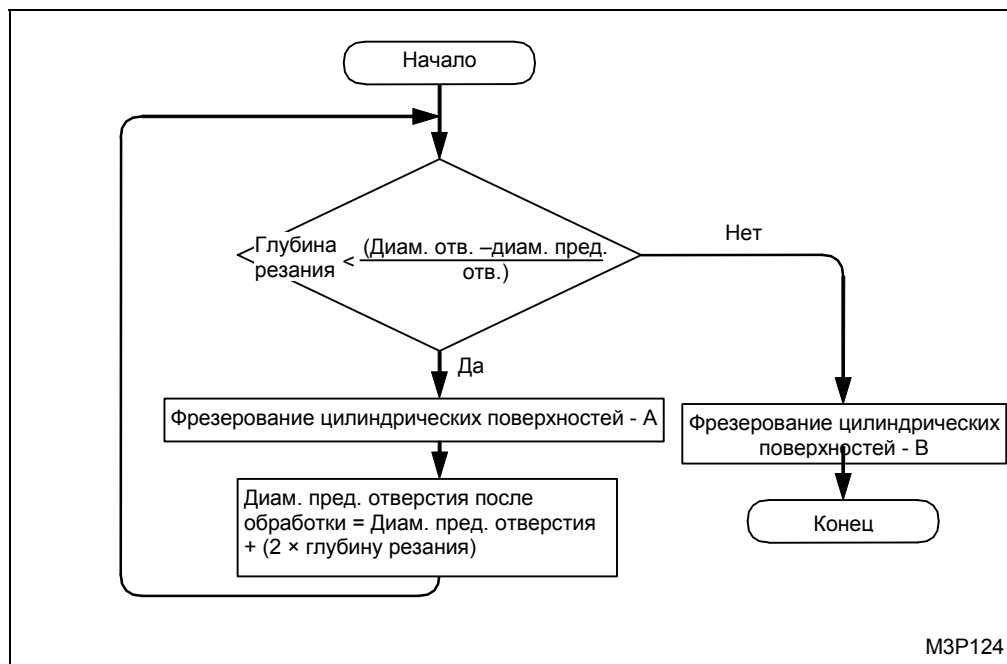 Начало
Глубина
резания
<
(Диам. отв. –диам. пред.
отв.)
Нет
Да
Фрезерование цилиндрических поверхностей - А
Фрезерование цилиндрических
поверхностей - В
Диам. пред. отверстия после
обработки = Диам. пред. отверстия
+ (2 × глубину резания)
Конец
M3P124